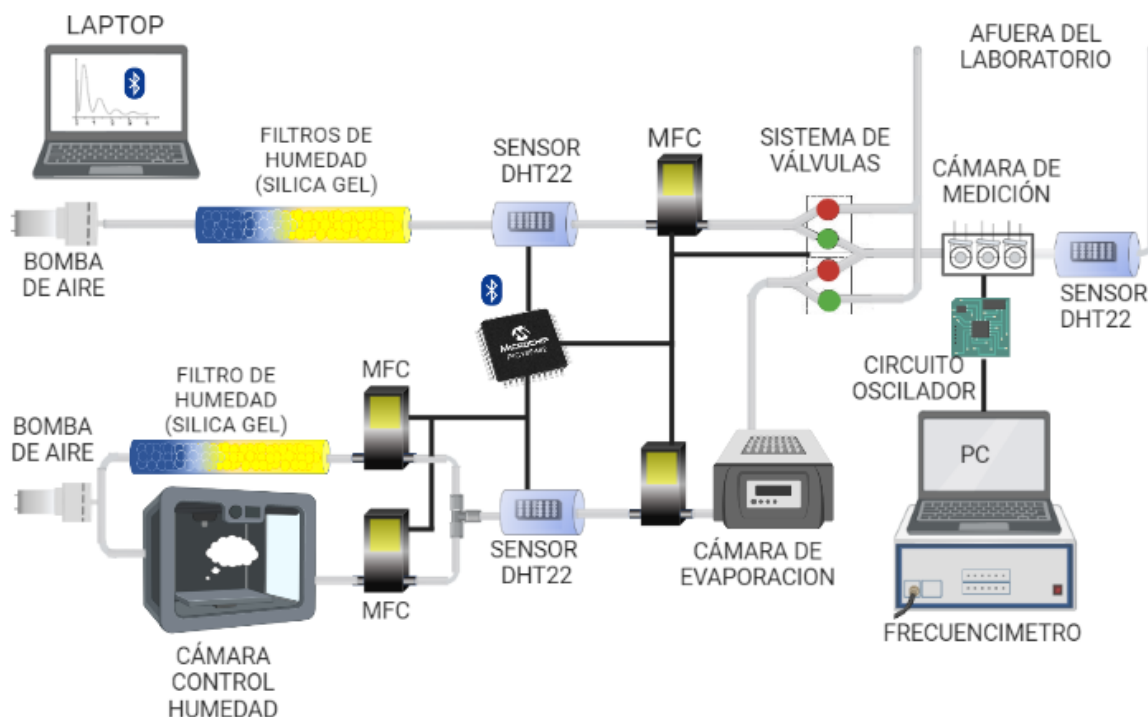 LAPTOP
AFUERA DEL
LABORATORIO
FILTROS DE
HUMEDAD
(SILICA GEL)
SENSOR
DHT22
MFC
SISTEMA DE
VÁLVULAS
CÁMARA DE
MEDICIÓN
BOMBA
DE AIRE
SENSOR
DHT22
MICROCHIP
CIRCUITO
OSCILADOR
FILTRO DE
HUMEDAD
(SILICA GEL)
MFC
BOMBA
DE AIRE
PC
SENSOR
DHT22
CÁMARA DE
EVAPORACION
MFC
FRECUENCIMETRO
CÁMARA
CONTROL
HUMEDAD